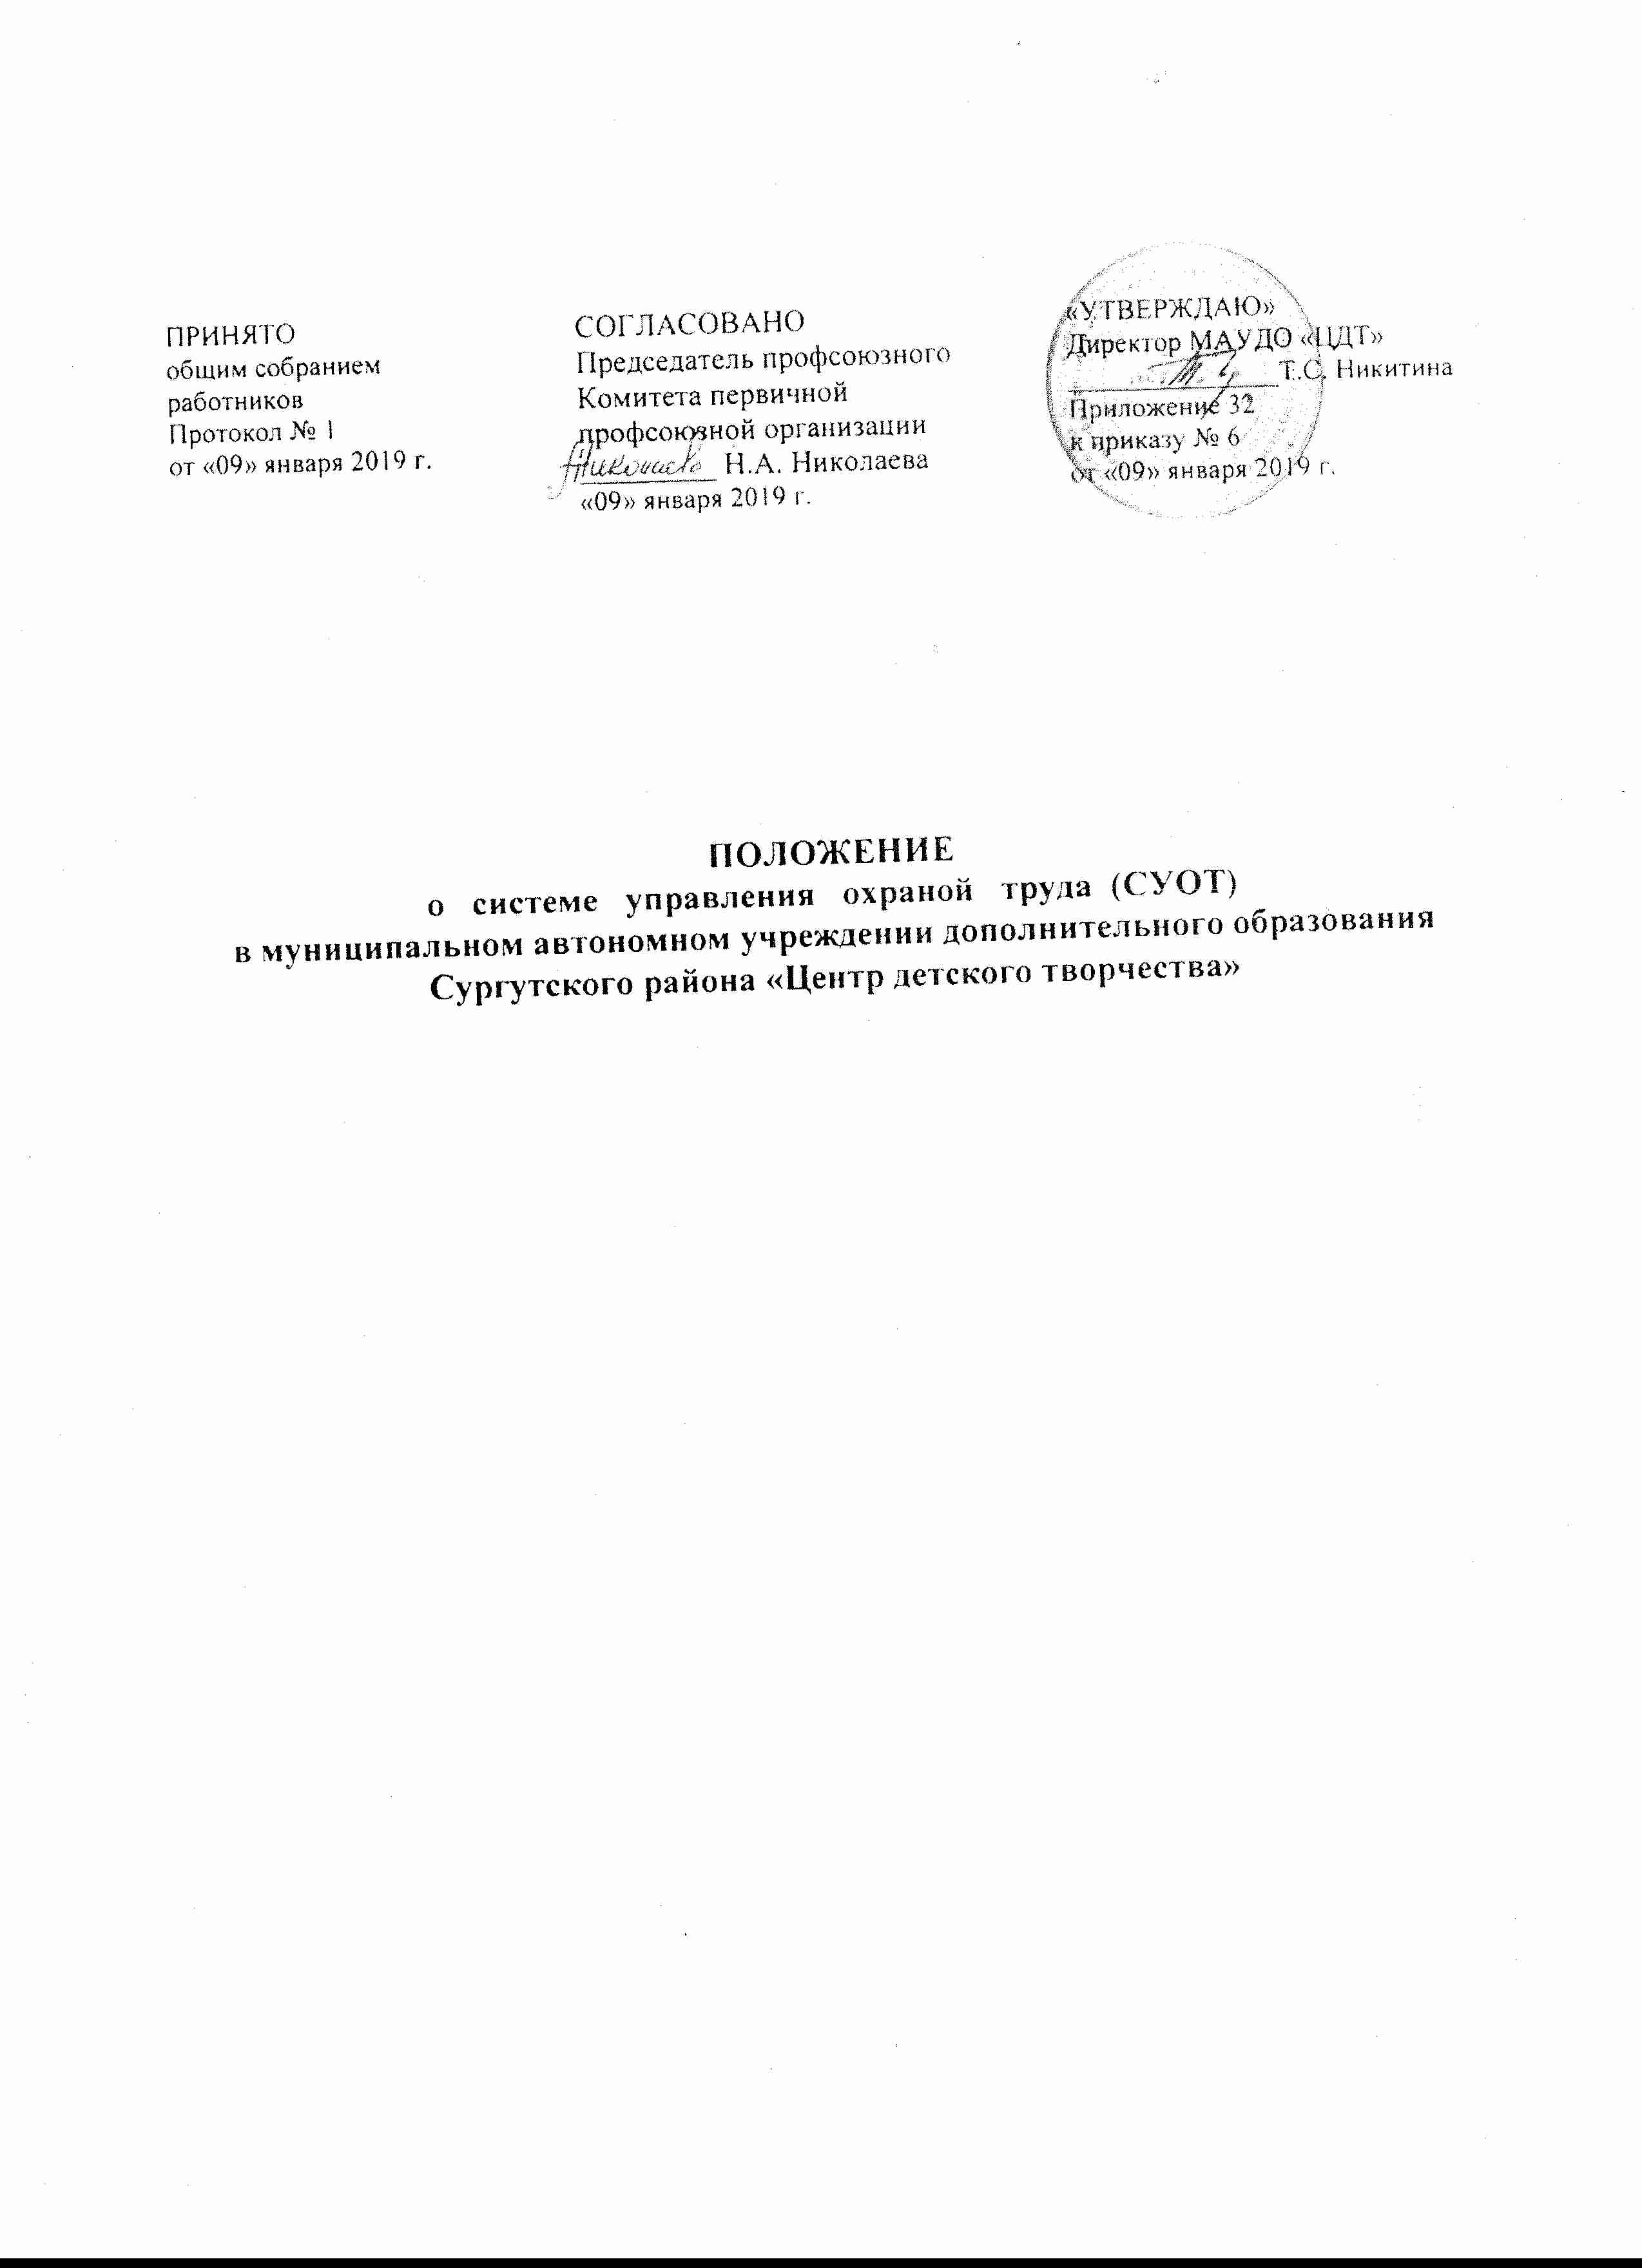 ПРИНЯТО
общим собранием
работников
Протокол № 1
от «09» января 2019 г.
СОГЛАСОВАНО
Председатель профсоюзного
Комитета первичной
профсоюзной организации
Н.А. Николаева
«09» января 2019 г.
«УТВЕРЖДАЮ»
Директор МАУДО «ЦДТ»
Т.С. Никитина
Приложение 32
к приказу № 6
от «09» января 2019 г.
ПОЛОЖЕНИЕ
о системе управления охраной труда (СУОТ)
в муниципальном автономном учреждении дополнительного образования
Сургутского района «Центр детского творчества»